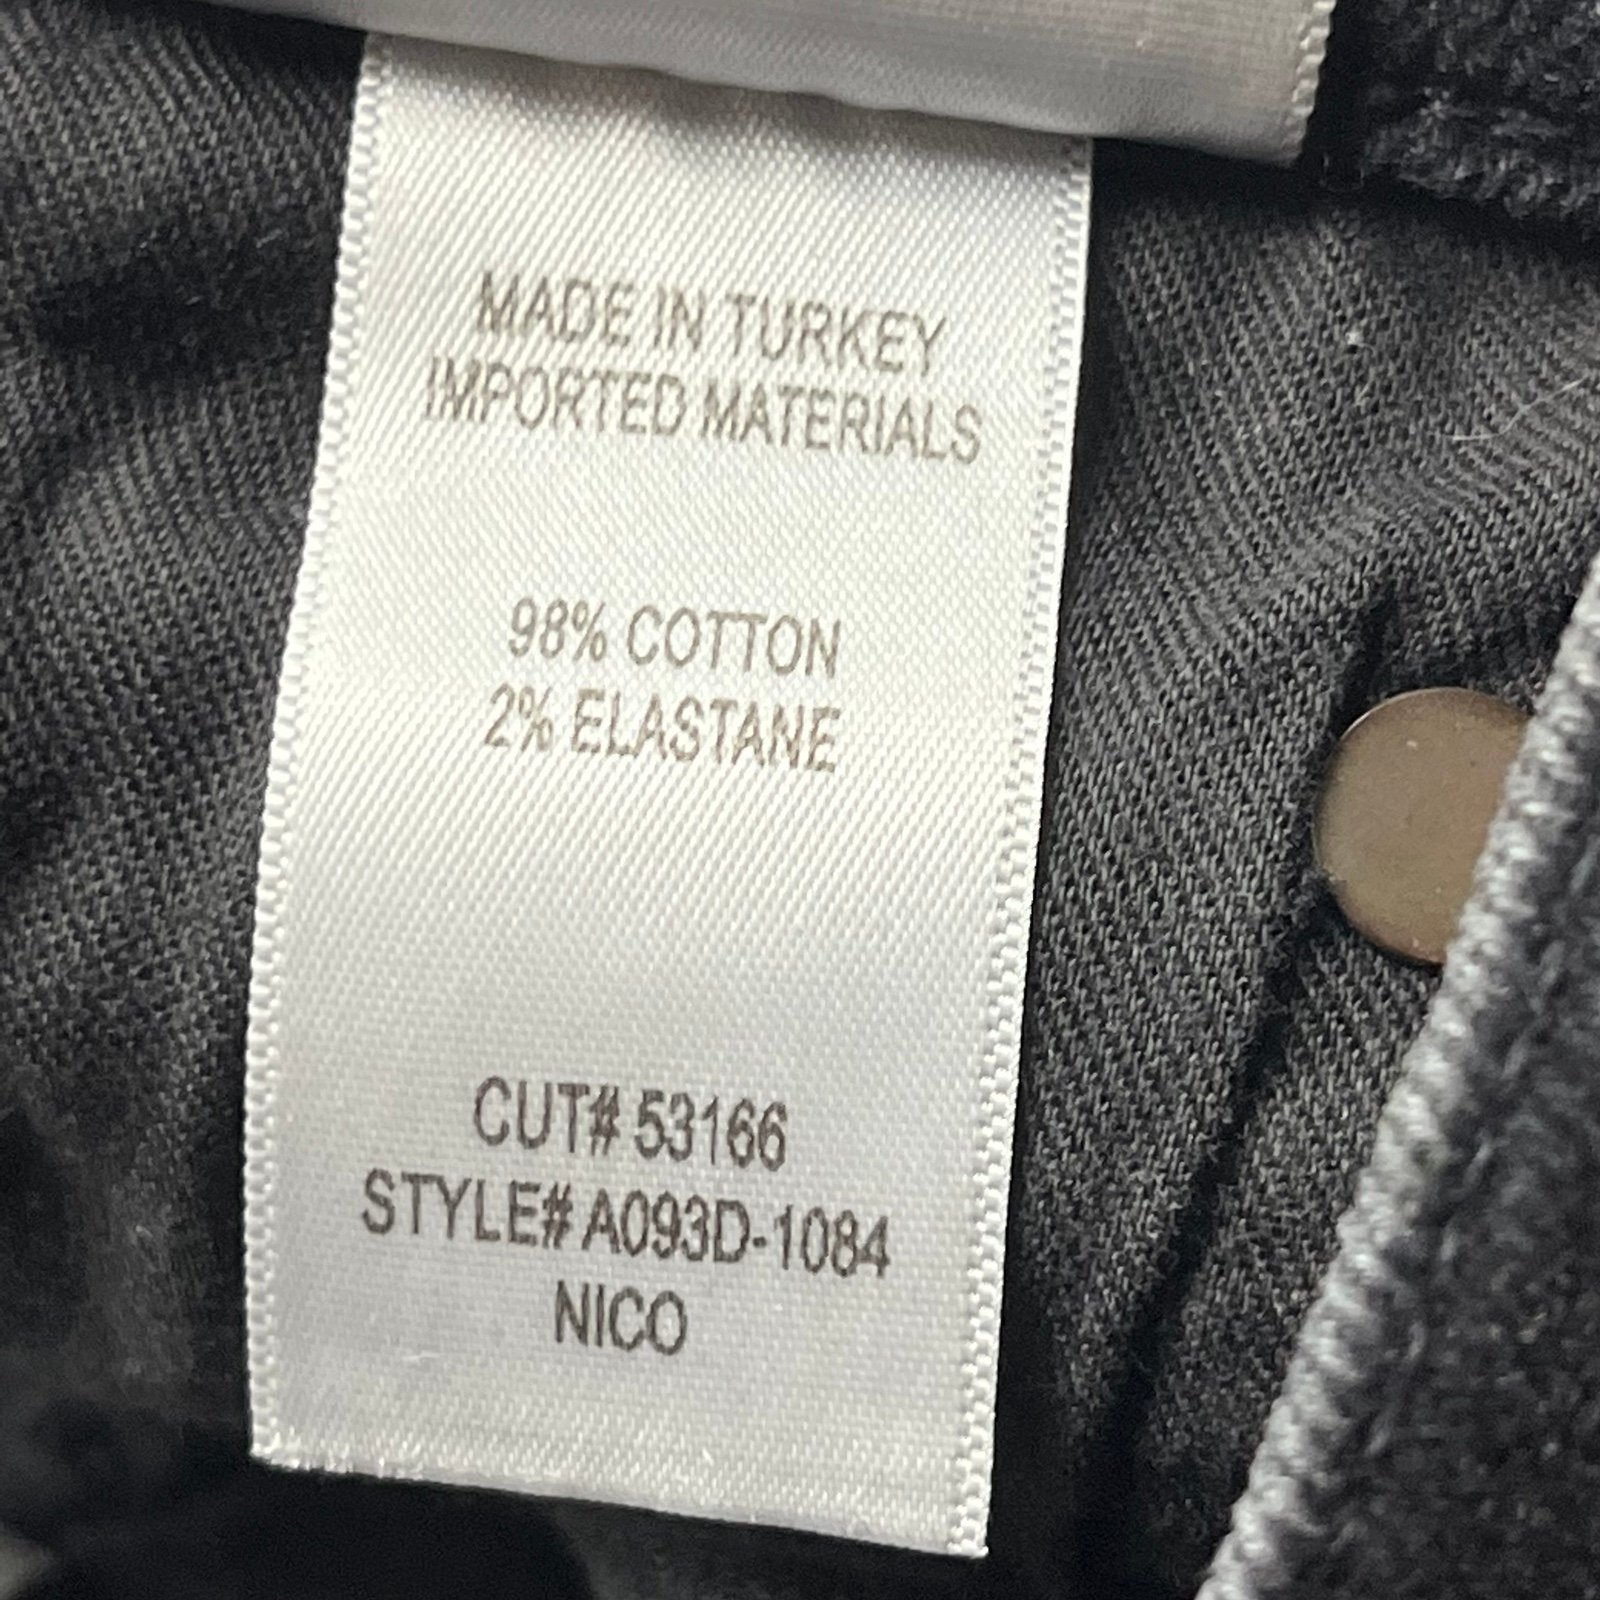 MADE IN TURKEY
IMPORTED MATERIALS
98% COTTON
2% ELASTANE
CUT# 53166
STYLE# A093D-1084
NICO